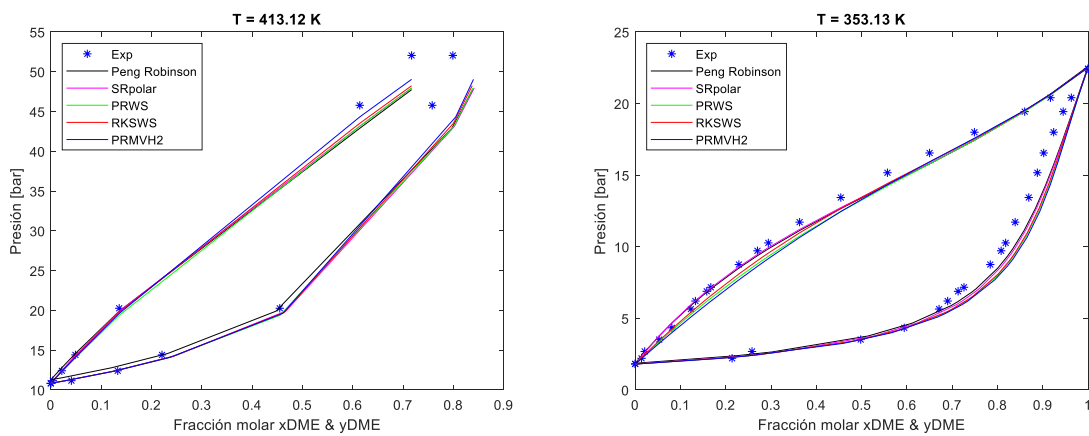 T = 413.12 K
55
50
45
40
35
30
25
20
15
10
Presión [bar]
Exp
Peng Robinson
SRpolar
PRWS
RKSWS
PRMVH2
0 0.1 0.2 0.3 0.4 0.5 0.6 0.7 0.8 0.9
Fracción molar xDME & yDME
T = 353.13 K
25
20
15
10
5
0
Presión [bar]
Exp
Peng Robinson
SRpolar
PRWS
RKSWS
PRMVH2
0 0.1 0.2 0.3 0.4 0.5 0.6 0.7 0.8 0.9 1
Fracción molar xDME & yDME